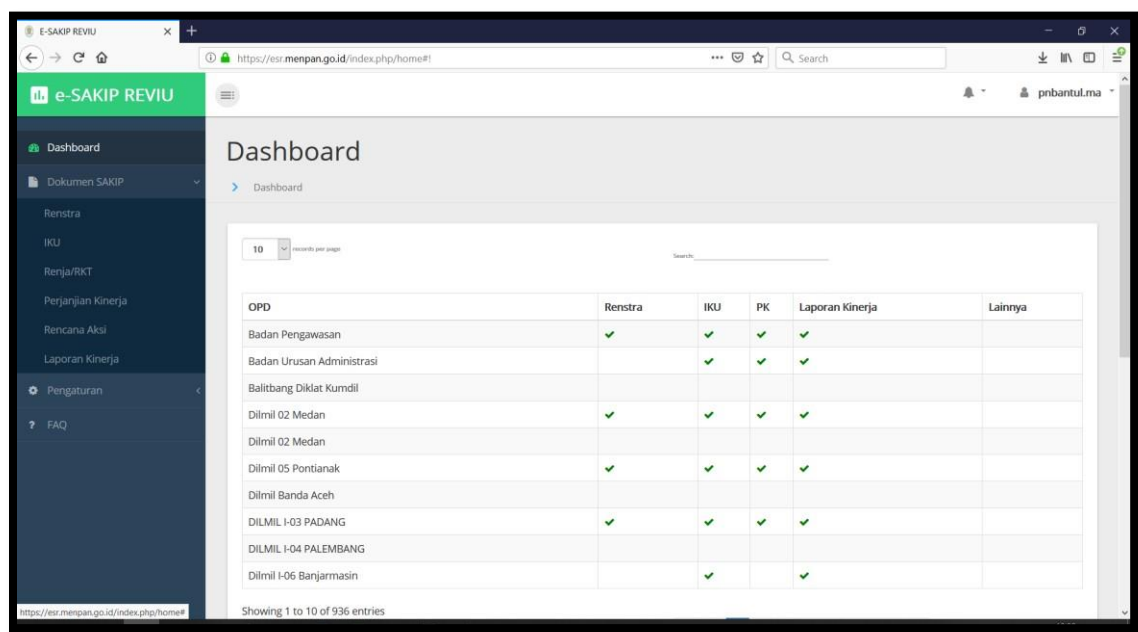 E-SAKIP REVIU
https://esr.menpan.go.id/index.php/home#!
Search
e-SAKIP REVIU
pnbantul.ma
Dashboard
Dokumen SAKIP
Renstra
IKU
Renja/RKT
Perjanjian Kinerja
Rencana Aksi
Laporan Kinerja
Pengaturan
? FAQ
Dashboard
Dashboard
10 records per page
Search:
OPD Renstra IKU PK Laporan Kinerja Lainnya
Badan Pengawasan ✔ ✔ ✔ ✔
Badan Urusan Administrasi ✔ ✔ ✔
Balitbang Diklat Kumdil
Dilmil 02 Medan ✔ ✔ ✔ ✔
Dilmil 02 Medan
Dilmil 05 Pontianak ✔ ✔ ✔ ✔
Dilmil Banda Aceh
DILMIL I-03 PADANG ✔ ✔ ✔ ✔
DILMIL I-04 PALEMBANG
Dilmil I-06 Banjarmasin ✔ ✔
Showing 1 to 10 of 936 entries
https://esr.menpan.go.id/index.php/home#